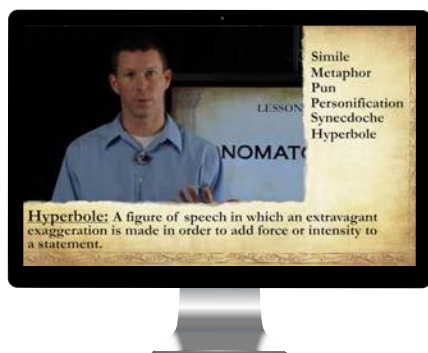 Simile
Metaphor
Pun
Personification
Synecdoche
Hyperbole
LESSON
NOMAT
Hyperbole: A figure of speech in which an extravagant
exaggeration is made in order to add force or intensity to
a statement.